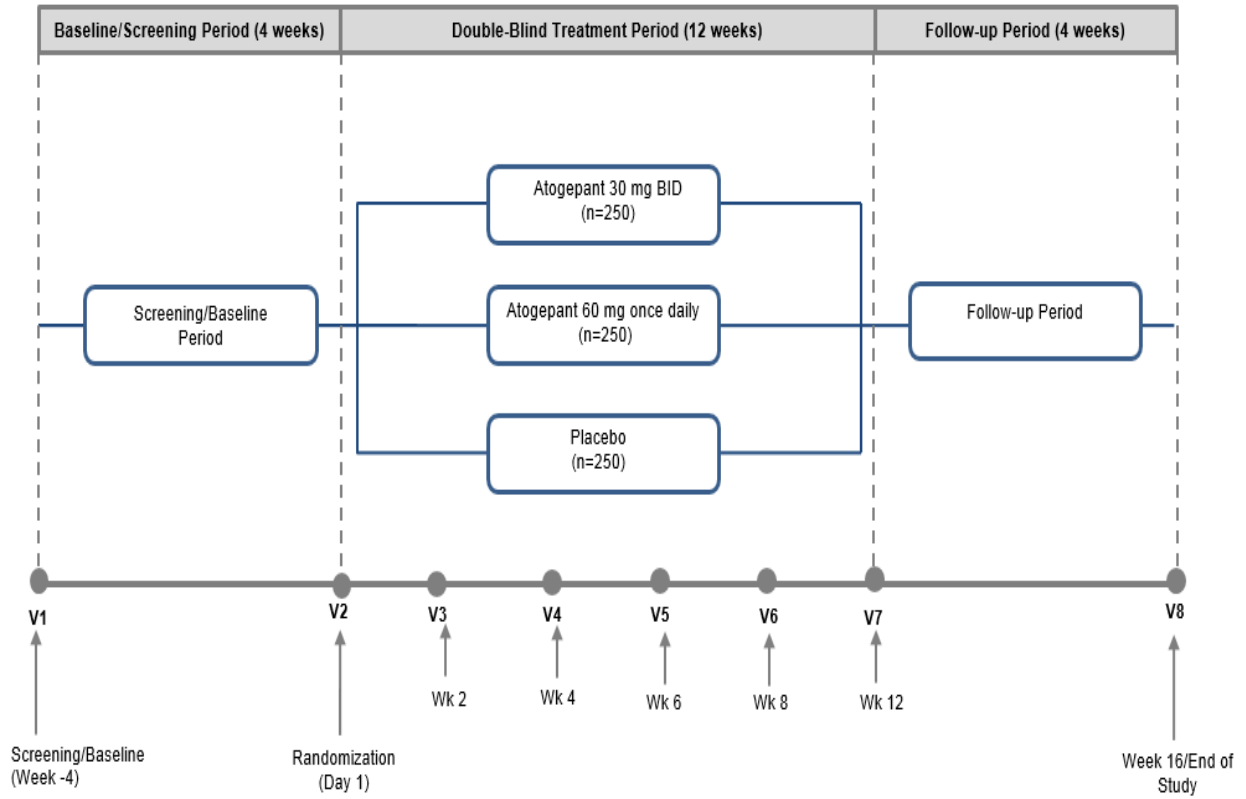 Baseline/Screening Period (4 weeks)
Double-Blind Treatment Period (12 weeks)
Follow-up Period (4 weeks)
Atogepant 30 mg BID
(n=250)
Screening/Baseline
Period
Atogepant 60 mg once daily
(n=250)
Follow-up Period
Placebo
(n=250)
V1
V2
V3
V4
V5
V6
V7
V8
Wk 2
Wk 4
Wk 6
Wk 8
Wk 12
Screening/Baseline
(Week -4)
Randomization
(Day 1)
Week 16/End of
Study